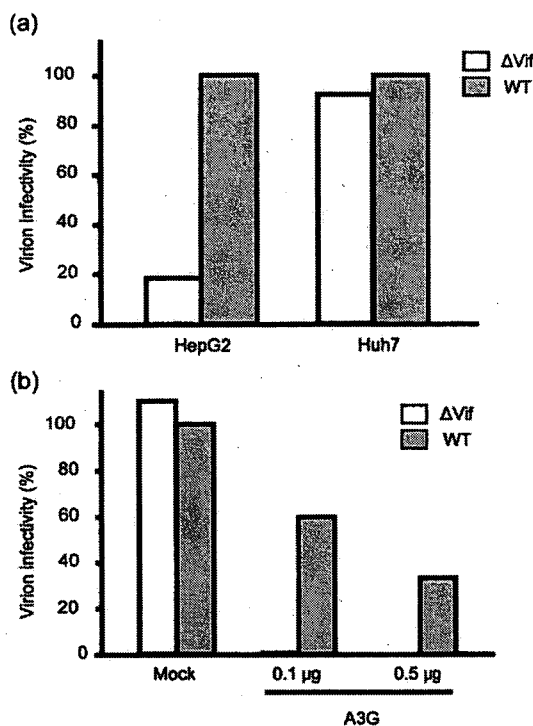 (a)
ΔVif
WT
Virion Infectivity (%)
100
80
60
40
20
0
HepG2
Huh7
(b)
ΔVif
WT
Virion infectivity (%)
100
80
60
40
20
0
Mock
0.1 µg
0.5 µg
A3G